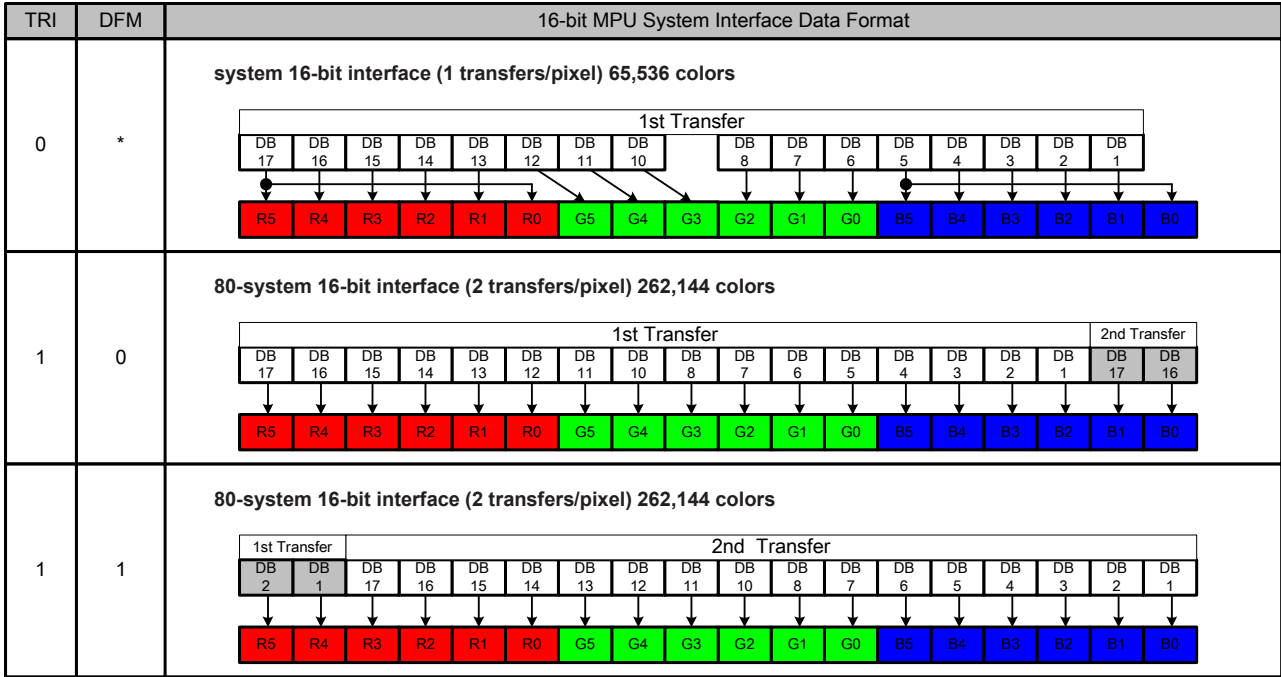 TRI DFM 16-bit MPU System Interface Data Format
0 *
system 16-bit interface (1 transfers/pixel) 65,536 colors
1st Transfer
DB 17 DB 16 DB 15 DB 14 DB 13 DB 12 DB 11 DB 10 DB 8 DB 7 DB 6 DB 5 DB 4 DB 3 DB 2 DB 1
R5 R4 R3 R2 R1 R0 G5 G4 G3 G2 G1 G0 B5 B4 B3 B2 B1 B0
1 0
80-system 16-bit interface (2 transfers/pixel) 262,144 colors
1st Transfer 2nd Transfer
DB 17 DB 16 DB 15 DB 14 DB 13 DB 12 DB 11 DB 10 DB 8 DB 7 DB 6 DB 5 DB 4 DB 3 DB 2 DB 1 DB 17 DB 16
R5 R4 R3 R2 R1 R0 G5 G4 G3 G2 G1 G0 B5 B4 B3 B2 B1 B0
1 1
80-system 16-bit interface (2 transfers/pixel) 262,144 colors
1st Transfer 2nd Transfer
DB 2 DB 1 DB 17 DB 16 DB 15 DB 14 DB 13 DB 12 DB 11 DB 10 DB 8 DB 7 DB 6 DB 5 DB 4 DB 3 DB 2 DB 1
R5 R4 R3 R2 R1 R0 G5 G4 G3 G2 G1 G0 B5 B4 B3 B2 B1 B0